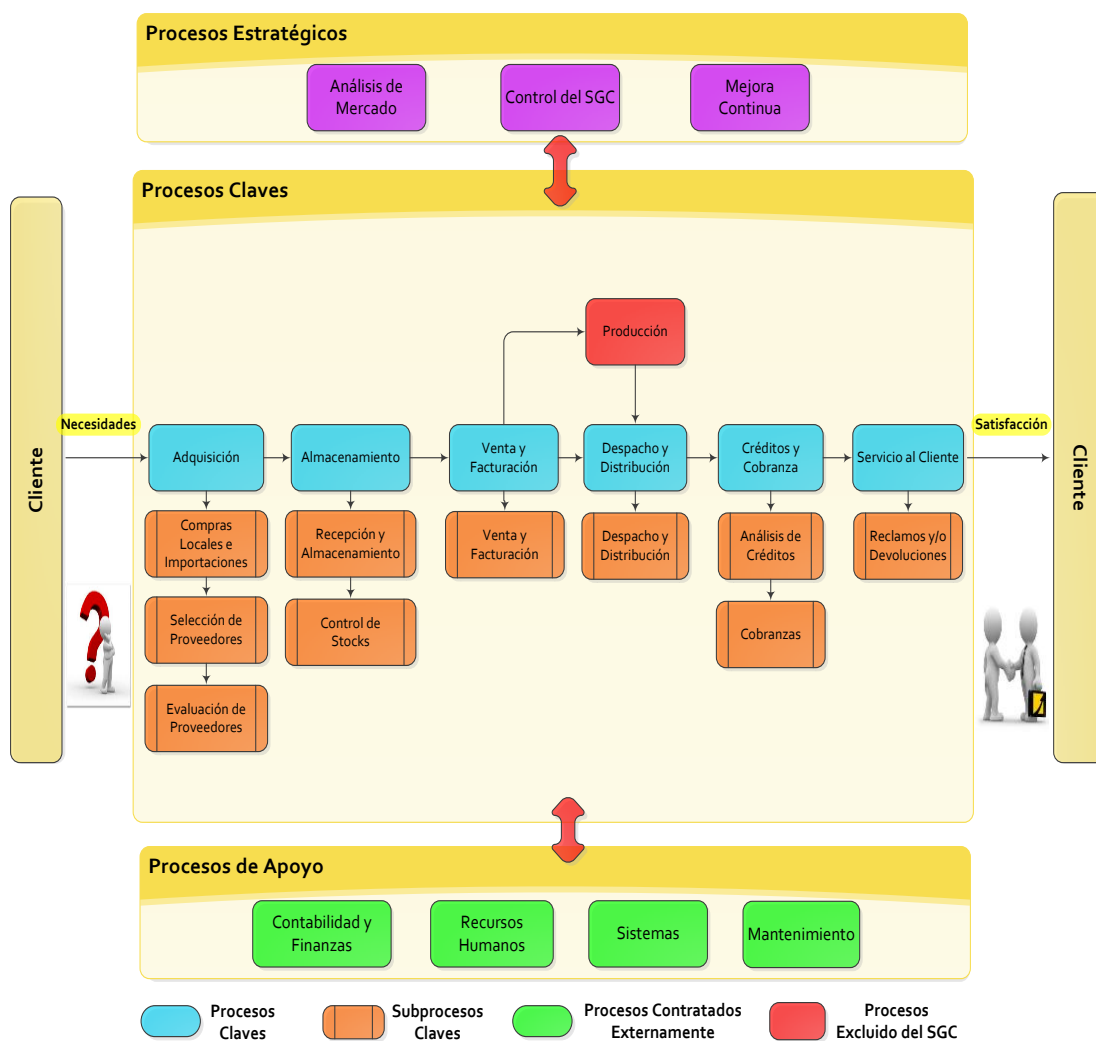 Procesos Estratégicos
Análisis de
Mercado
Control del SGC
Mejora
Continua
Procesos Claves
Cliente
Necesidades
Producción
Adquisición
Almacenamiento
Venta y
Facturación
Despacho y
Distribución
Créditos y
Cobranza
Servicio al Cliente
Satisfacción
Cliente
Compras
Locales e
Importaciones
Recepción y
Almacenamiento
Venta y
Facturación
Despacho y
Distribución
Análisis de
Créditos
Reclamos y/o
Devoluciones
Selección de
Proveedores
Control de
Stocks
Cobranzas
Evaluación de
Proveedores
Procesos de Apoyo
Contabilidad y
Finanzas
Recursos
Humanos
Sistemas
Mantenimiento
Procesos
Claves
Subprocesos
Claves
Procesos Contratados
Externamente
Procesos
Excluido del SGC